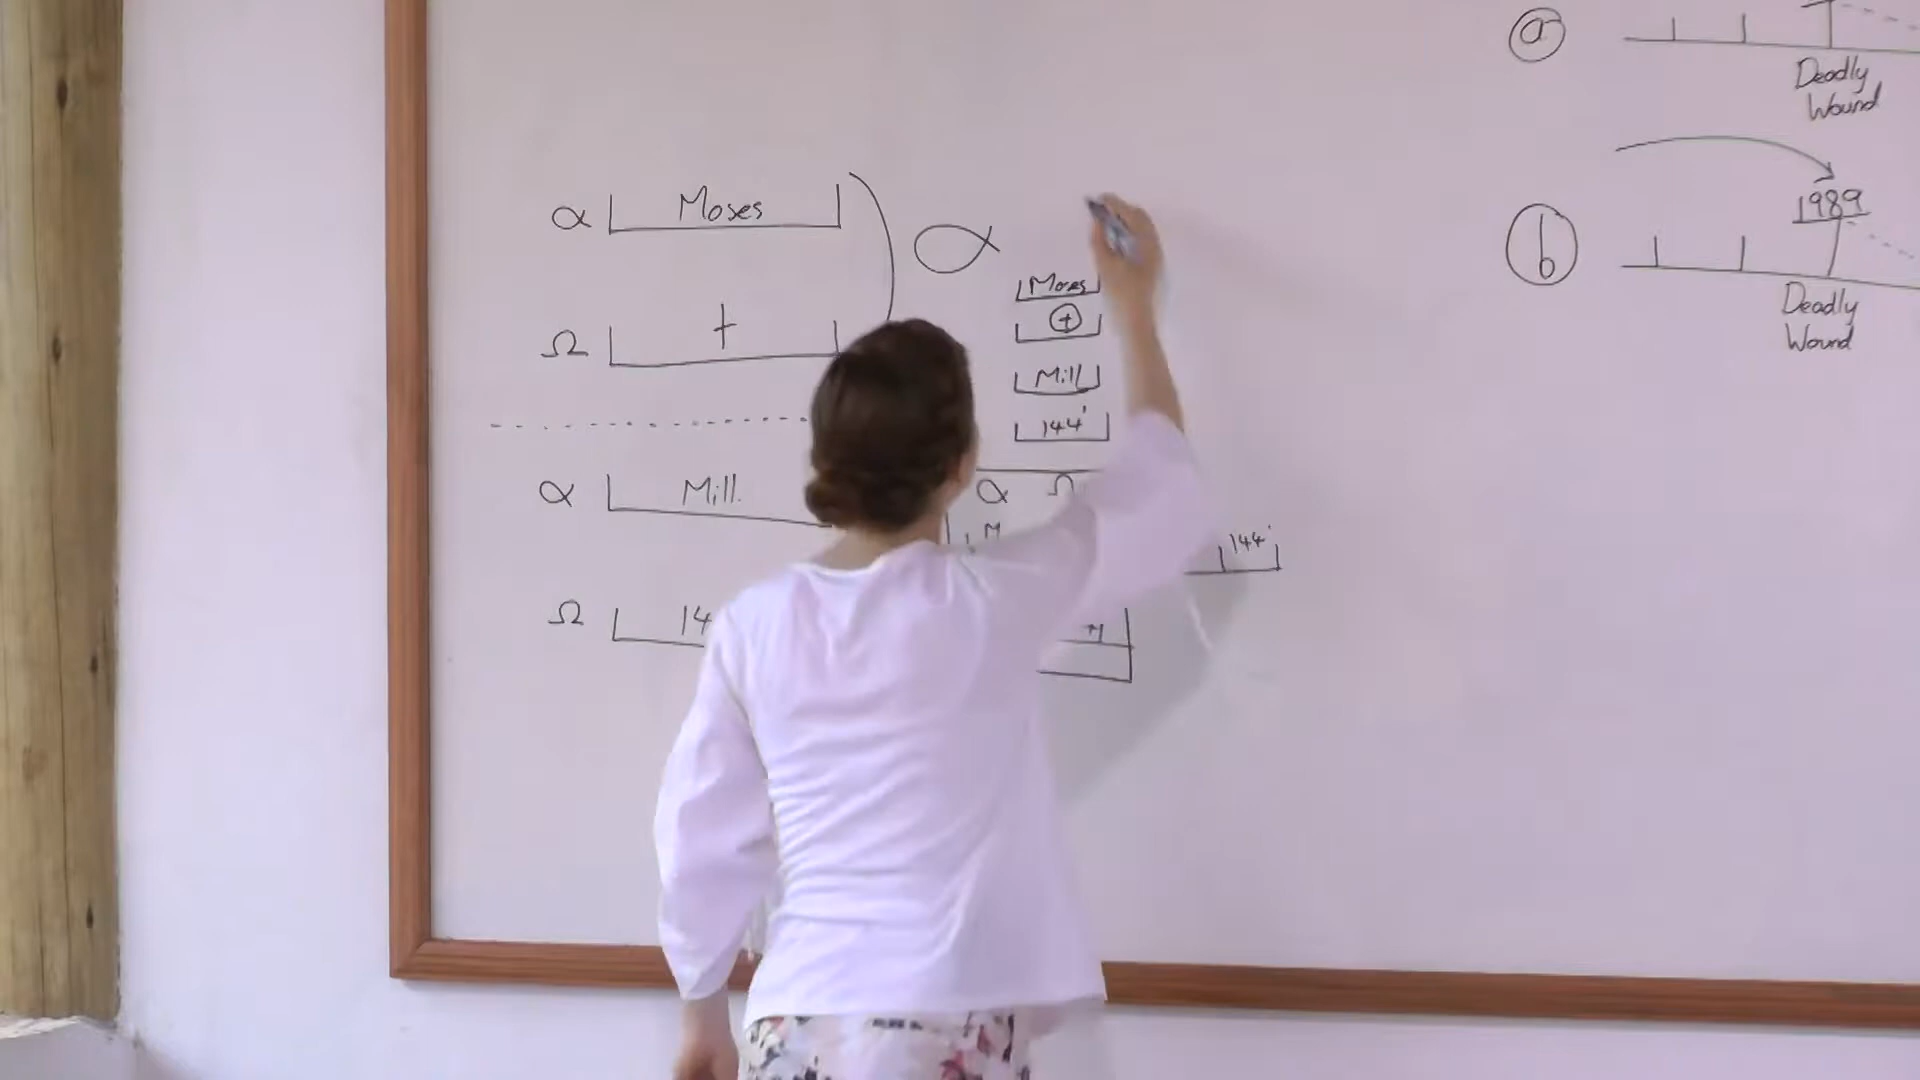 α Moses
α
Ω †
Moses
+
Mill
144'
α Mill.
α Ω
M
144'
Ω 14
a
Deadly
Wound
1989
b
Deadly
Wound